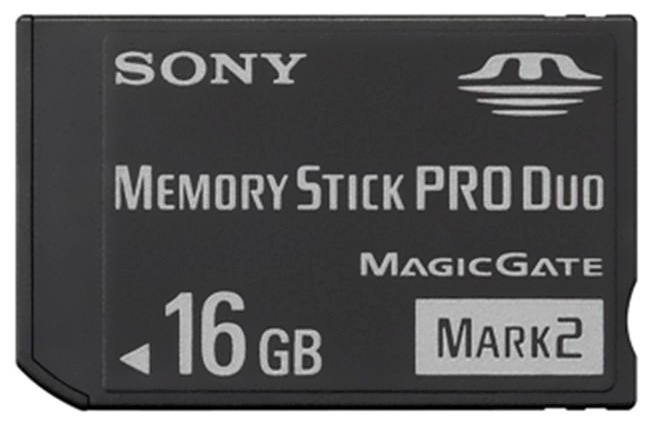 SONY
MEMORY STICK PRO DUO
MAGICGATE
16 GB
MARK2